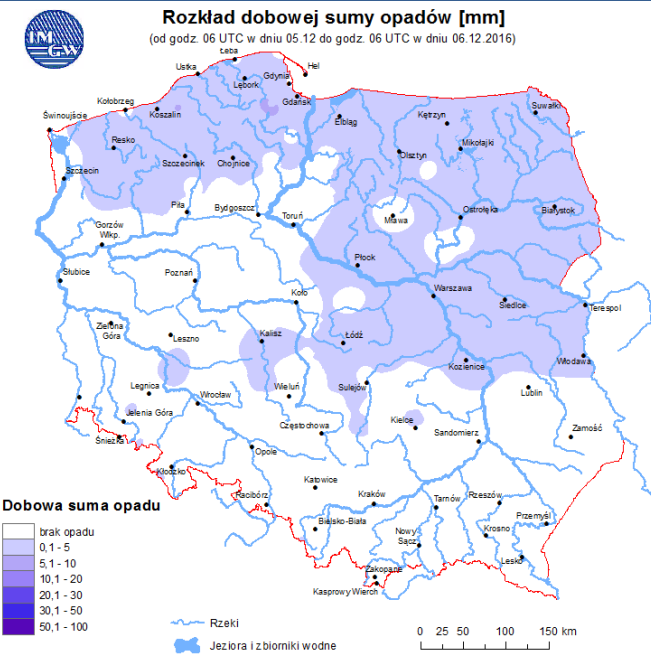 IMGW
Rozkład dobowej sumy opadów [mm]
(od godz. 06 UTC w dniu 05.12 do godz. 06 UTC w dniu 06.12.2016)
Łeba
Hel
Ustka
Gdynia
Lębork
Gdańsk
Kołobrzeg
Koszalin
Suwałki
Świnoujście
Elbląg
Kętrzyn
Resko
Mikołajki
Szczecinek
Chojnice
Olsztyn
Szczecin
Piła
Bydgoszcz
Toruń
Mława
Ostrołęka
Białystok
Gorzów
Wlkp.
Płock
Słubice
Poznań
Koło
Warszawa
Siedlce
Terespol
Zielona
Góra
Leszno
Kalisz
Łódź
Kozienice
Włodawa
Legnica
Wrocław
Wieluń
Sulejów
Lublin
Jelenia Góra
Częstochowa
Kielce
Sandomierz
Zamość
Śnieżka
Opole
Kłodzko
Katowice
Racibórz
Kraków
Tarnów
Rzeszów
Przemyśl
Bielsko-Biała
Nowy
Sącz
Krosno
Lesko
Zakopane
Kasprowy Wierch
Dobowa suma opadu
brak opadu
0,1 - 5
5,1 - 10
10,1 - 20
20,1 - 30
30,1 - 50
50,1 - 100
Rzeki
Jeziora i zbiorniki wodne
0 25 50 100 150 km